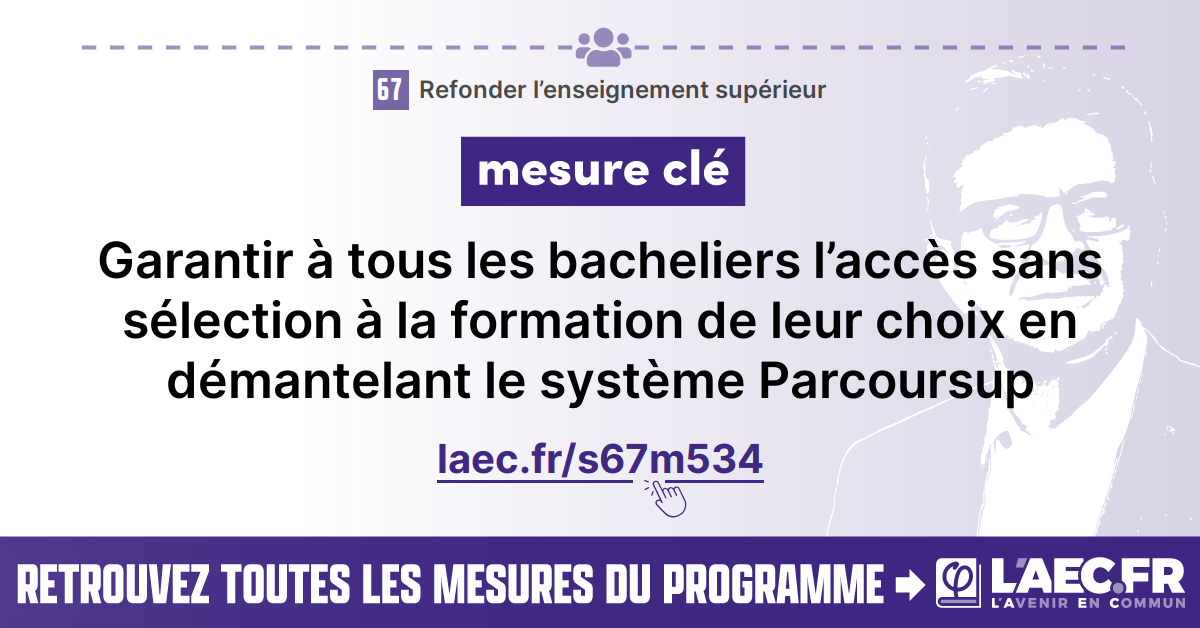 67 Refonder l’enseignement supérieur
mesure clé
Garantir à tous les bacheliers l’accès sans
sélection à la formation de leur choix en
démantelant le système Parcoursup
laec.fr/s67m534
RETROUVEZ TOUTES LES MESURES DU PROGRAMME
L'AEC.FR
L'AVENIR EN COMMUN